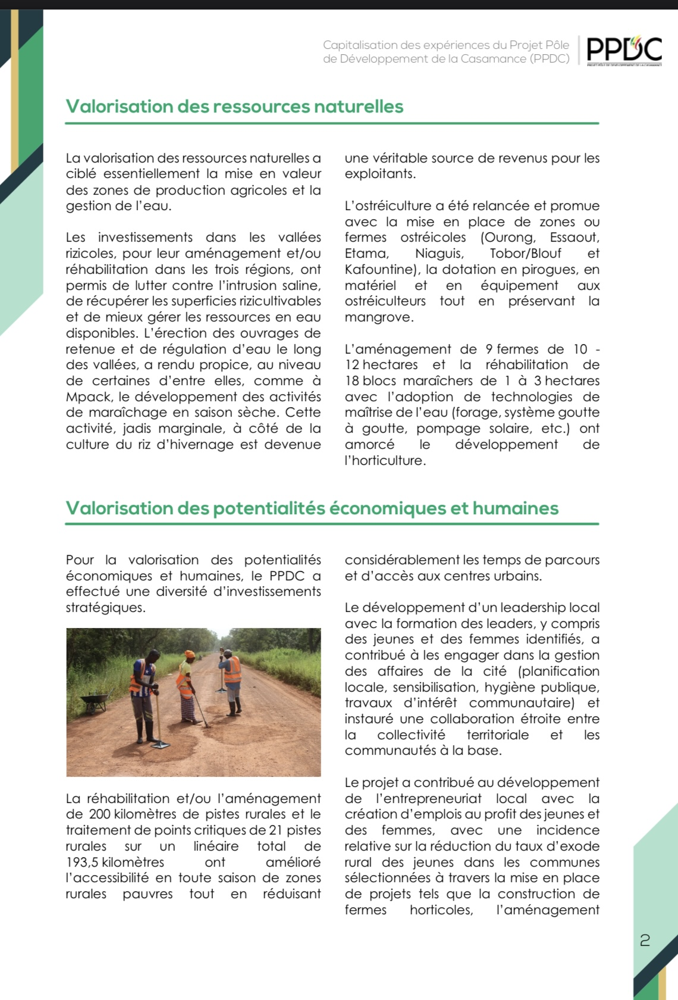 Capitalisation des expériences du Projet Pôle
de Développement de la Casamance (PPDC)
PPDC
PROJET PÔLE DE DEVELOPPEMENT DE LA CASAMANCE
Valorisation des ressources naturelles
La valorisation des ressources naturelles a
ciblé essentiellement la mise en valeur
des zones de production agricoles et la
gestion de l'eau.
Les investissements dans les vallées
rizicoles, pour leur aménagement et/ou
réhabilitation dans les trois régions, ont
permis de lutter contre l'intrusion saline,
de récupérer les superficies rizicultivables
et de mieux gérer les ressources en eau
disponibles. L'érection des ouvrages de
retenue et de régulation d'eau le long
des vallées, a rendu propice, au niveau
de certaines d'entre elles, comme à
Mpack, le développement des activités
de maraîchage en saison sèche. Cette
activité, jadis marginale, à côté de la
culture du riz d'hivernage est devenue
une véritable source de revenus pour les
exploitants.
L'ostréiculture a été relancée et promue
avec la mise en place de zones ou
fermes ostréicoles (Ourong, Essaout,
Etama, Niaguis, Tobor/Blouf et
Kafountine), la dotation en pirogues, en
matériel et en équipement aux
ostréiculteurs tout en préservant la
mangrove.
L'aménagement de 9 fermes de 10 -
12 hectares et la réhabilitation de
18 blocs maraîchers de 1 à 3 hectares
avec l'adoption de technologies de
maîtrise de l'eau (forage, système goutte
à goutte, pompage solaire, etc.) ont
amorcé le développement de
l'horticulture.
Valorisation des potentialités économiques et humaines
Pour la valorisation des potentialités
économiques et humaines, le PPDC a
effectué une diversité d'investissements
stratégiques.
La réhabilitation et/ou l'aménagement
de 200 kilomètres de pistes rurales et le
traitement de points critiques de 21 pistes
rurales sur un linéaire total de
193,5 kilomètres ont amélioré
l'accessibilité en toute saison de zones
rurales pauvres tout en réduisant
considérablement les temps de parcours
et d'accès aux centres urbains.
Le développement d'un leadership local
avec la formation des leaders, y compris
des jeunes et des femmes identifiés, a
contribué à les engager dans la gestion
des affaires de la cité (planification
locale, sensibilisation, hygiène publique,
travaux d'intérêt communautaire) et
instauré une collaboration étroite entre
la collectivité territoriale et les
communautés à la base.
Le projet a contribué au développement
de l'entrepreneuriat local avec la
création d'emplois au profit des jeunes et
des femmes, avec une incidence
relative sur la réduction du taux d'exode
rural des jeunes dans les communes
sélectionnées à travers la mise en place
de projets tels que la construction de
fermes horticoles, l'aménagement
2